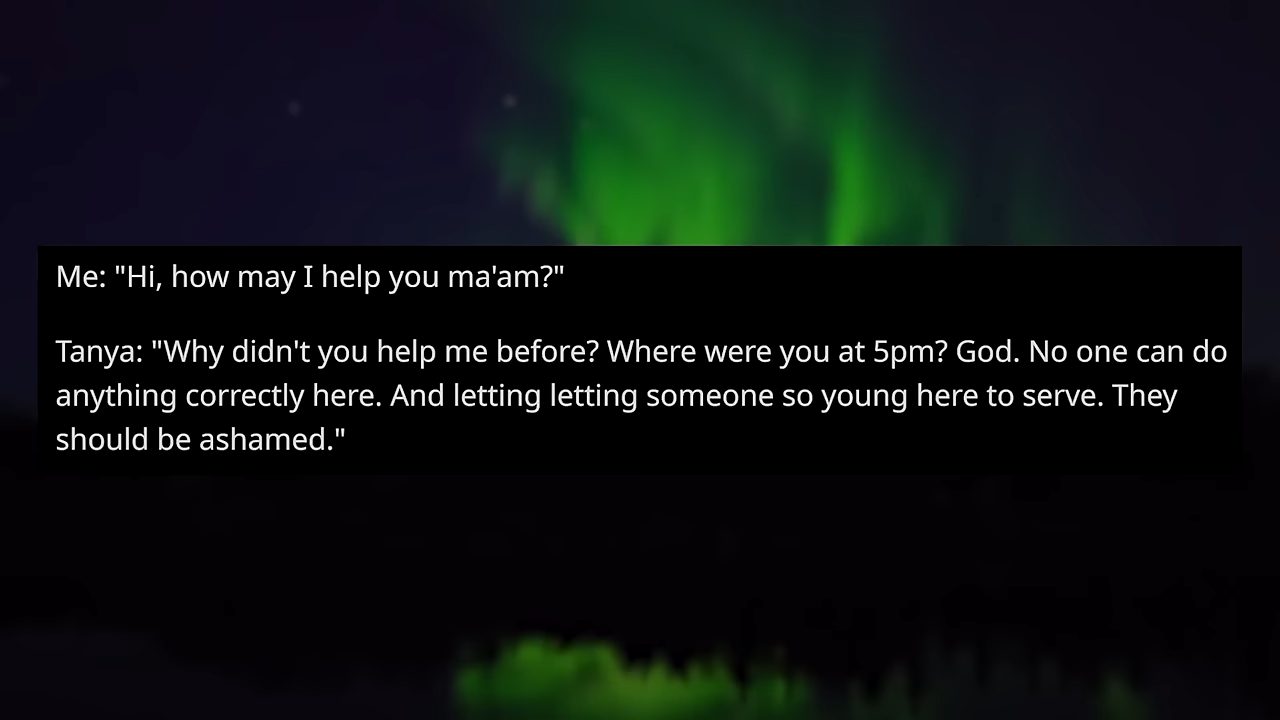 Me: "Hi, how may I help you ma'am?"
Tanya: "Why didn't you help me before? Where were you at 5pm? God. No one can do
anything correctly here. And letting letting someone so young here to serve. They
should be ashamed."